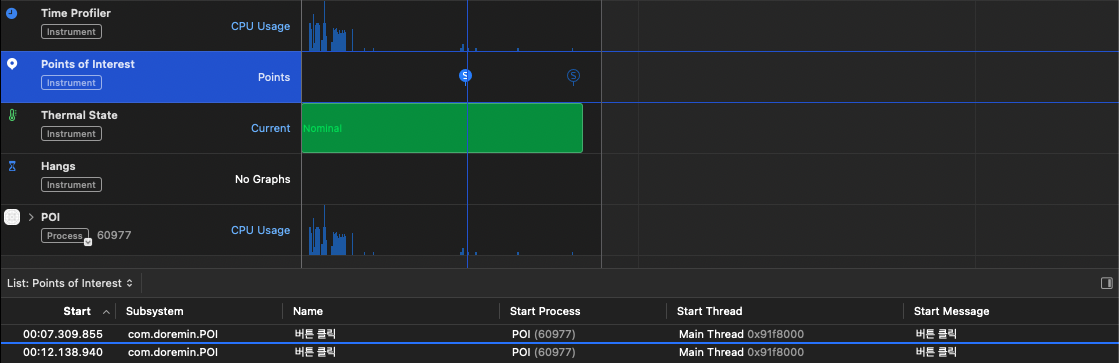 Time Profiler
Instrument
CPU Usage
Points of Interest
Instrument
Points
S
S
Thermal State
Instrument
Current
Nominal
Hangs
Instrument
No Graphs
POI
Process 60977
CPU Usage
List: Points of Interest
Start Subsystem Name Start Process Start Thread Start Message
00:07.309.855 com.doremin.POI 버튼 클릭 POI (60977) Main Thread 0x91f8000 버튼 클릭
00:12.138.940 com.doremin.POI 버튼 클릭 POI (60977) Main Thread 0x91f8000 버튼 클릭